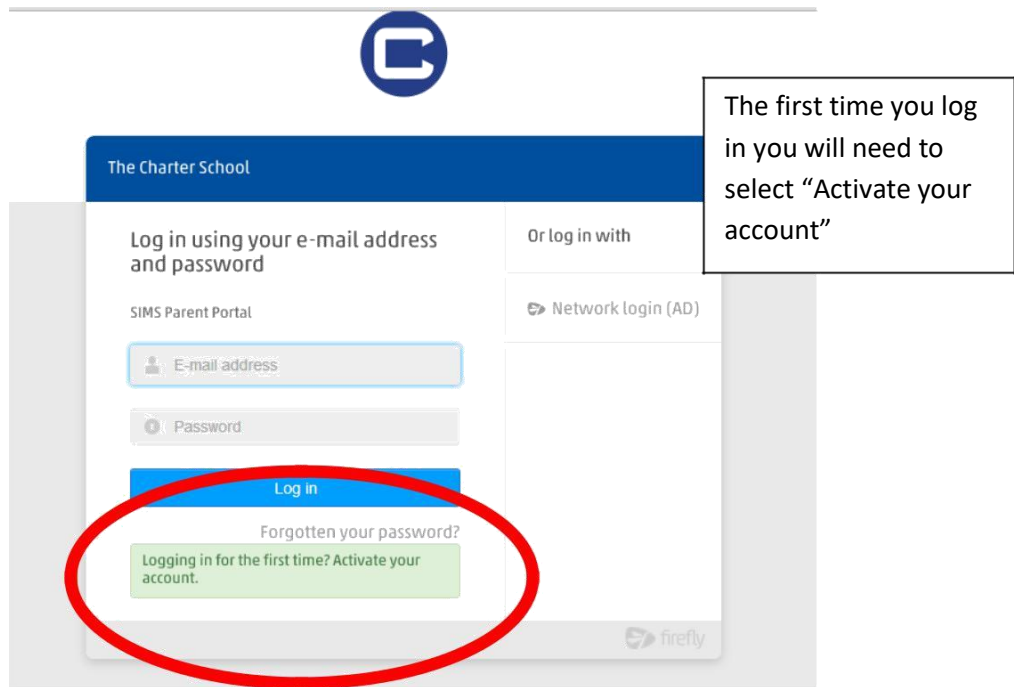 The first time you log
in you will need to
select “Activate your
account”
The Charter School
Log in using your e-mail address
and password
SIMS Parent Portal
E-mail address
Password
Log in
Forgotten your password?
Logging in for the first time? Activate your
account.
Or log in with
Network login (AD)
firefly